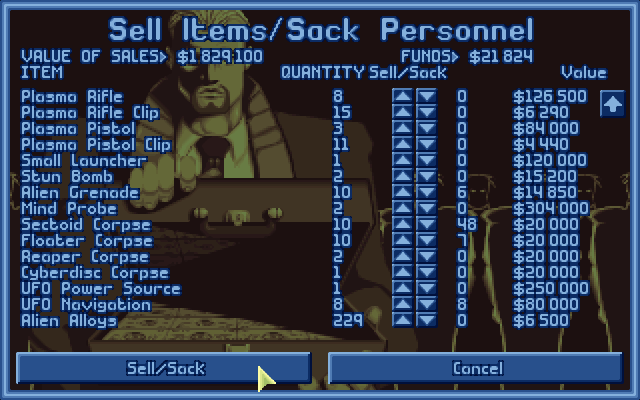 Sell Items/Sack Personnel
VALUE OF SALES> $1 829 100 FUNDS> $21 824
ITEM QUANTITY Sell/Sack Value
Plasma Rifle 8 0 $126 500
Plasma Rifle Clip 15 0 $6 290
Plasma Pistol 3 0 $84 000
Plasma Pistol Clip 11 0 $4 440
Small Launcher 1 0 $120 000
Stun Bomb 2 0 $15 200
Alien Grenade 10 6 $14 850
Mind Probe 2 0 $304 000
Sectoid Corpse 10 48 $20 000
Floater Corpse 10 7 $20 000
Reaper Corpse 2 0 $20 000
Cyberdisc Corpse 1 0 $20 000
UFO Power Source 1 0 $250 000
UFO Navigation 8 8 $80 000
Alien Alloys 229 0 $6 500
Sell/Sack Cancel